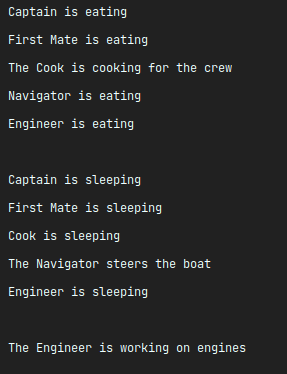 Captain is eating
First Mate is eating
The Cook is cooking for the crew
Navigator is eating
Engineer is eating
Captain is sleeping
First Mate is sleeping
Cook is sleeping
The Navigator steers the boat
Engineer is sleeping
The Engineer is working on engines